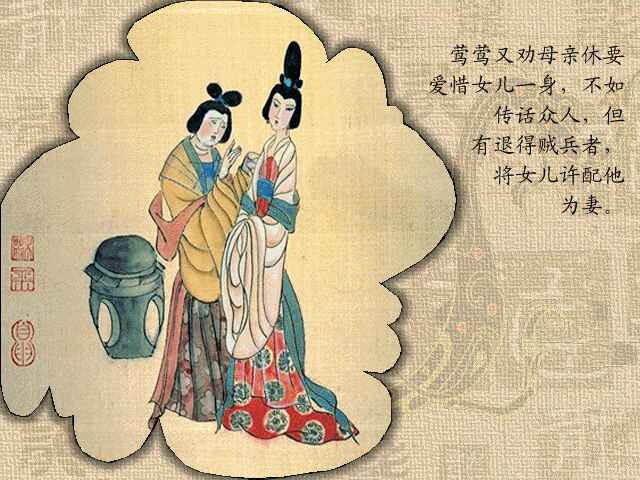 莺莺又劝母亲休要
爱惜女儿一身，不如
传话众人，但
有退得贼兵者，
将女儿许配他
为妻。